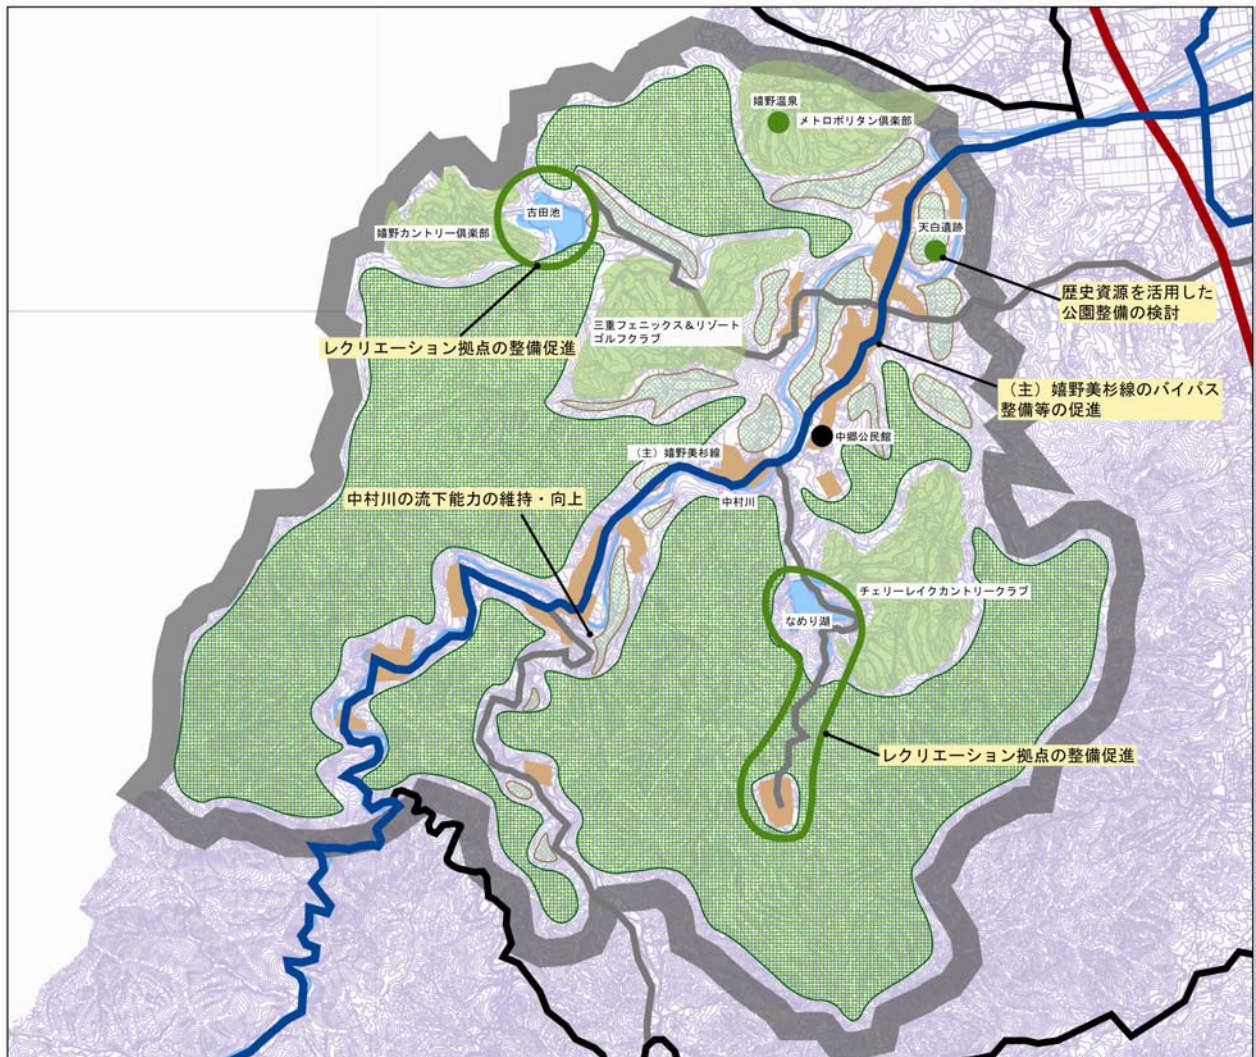 嬉野温泉
メトロポリタン倶楽部
古田池
嬉野カントリー倶楽部
天白遺跡
歴史資源を活用した
公園整備の検討
三重フェニックス＆リゾート
ゴルフクラブ
レクリエーション拠点の整備促進
（主）嬉野美杉線のバイパス
整備等の促進
中郷公民館
（主）嬉野美杉線
中村川の流下能力の維持・向上
中村川
チェリーレイクカントリークラブ
なめり湖
レクリエーション拠点の整備促進